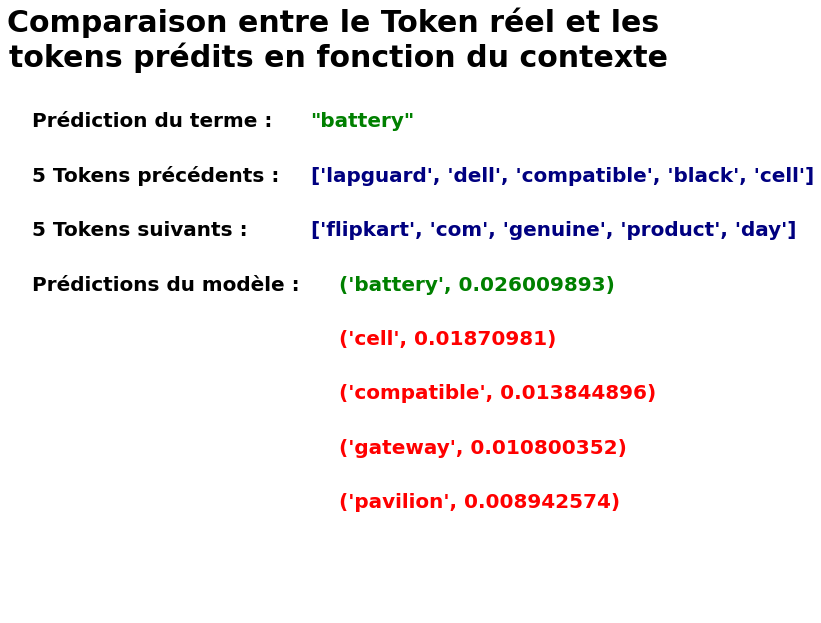 Comparaison entre le Token réel et les
tokens prédits en fonction du contexte
Prédiction du terme : "battery"
5 Tokens précédents : ['lapguard', 'dell', 'compatible', 'black', 'cell']
5 Tokens suivants : ['flipkart', 'com', 'genuine', 'product', 'day']
Prédictions du modèle : ('battery', 0.026009893)
('cell', 0.01870981)
('compatible', 0.013844896)
('gateway', 0.010800352)
('pavilion', 0.008942574)